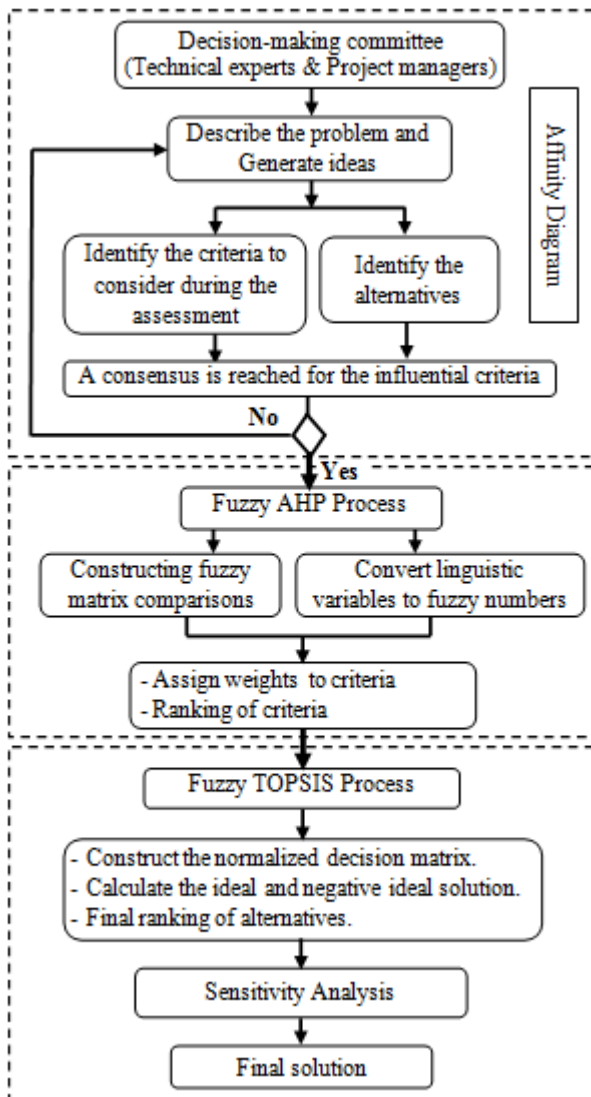 Decision-making committee
(Technical experts & Project managers)
Affinity Diagram
Describe the problem and
Generate ideas
Identify the criteria to
consider during the
assessment
Identify the
alternatives
A consensus is reached for the influential criteria
No
Yes
Fuzzy AHP Process
Constructing fuzzy
matrix comparisons
Convert linguistic
variables to fuzzy numbers
- Assign weights to criteria
- Ranking of criteria
Fuzzy TOPSIS Process
- Construct the normalized decision matrix.
- Calculate the ideal and negative ideal solution.
- Final ranking of alternatives.
Sensitivity Analysis
Final solution